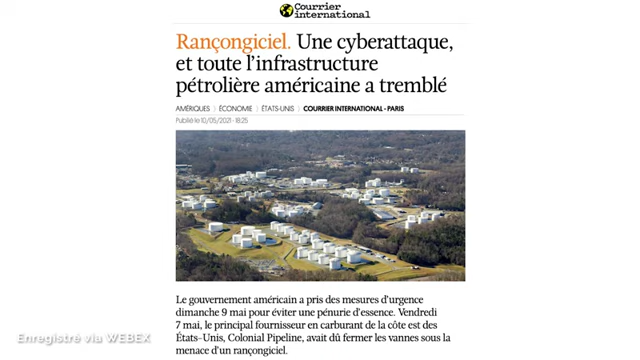 Courrier
international
Rançongiciel. Une cyberattaque,
et toute l'infrastructure
pétrolière américaine a tremblé
AMÉRIQUES ⟩ ÉCONOMIE ⟩ ÉTATS-UNIS ⟩ COURRIER INTERNATIONAL - PARIS
Publié le 10/05/2021 - 18:25
Le gouvernement américain a pris des mesures d'urgence
dimanche 9 mai pour éviter une pénurie d'essence. Vendredi
7 mai, le principal fournisseur en carburant de la côte est des
États-Unis, Colonial Pipeline, avait dû fermer les vannes sous la
menace d'un rançongiciel.
Enregistré via WEBEX